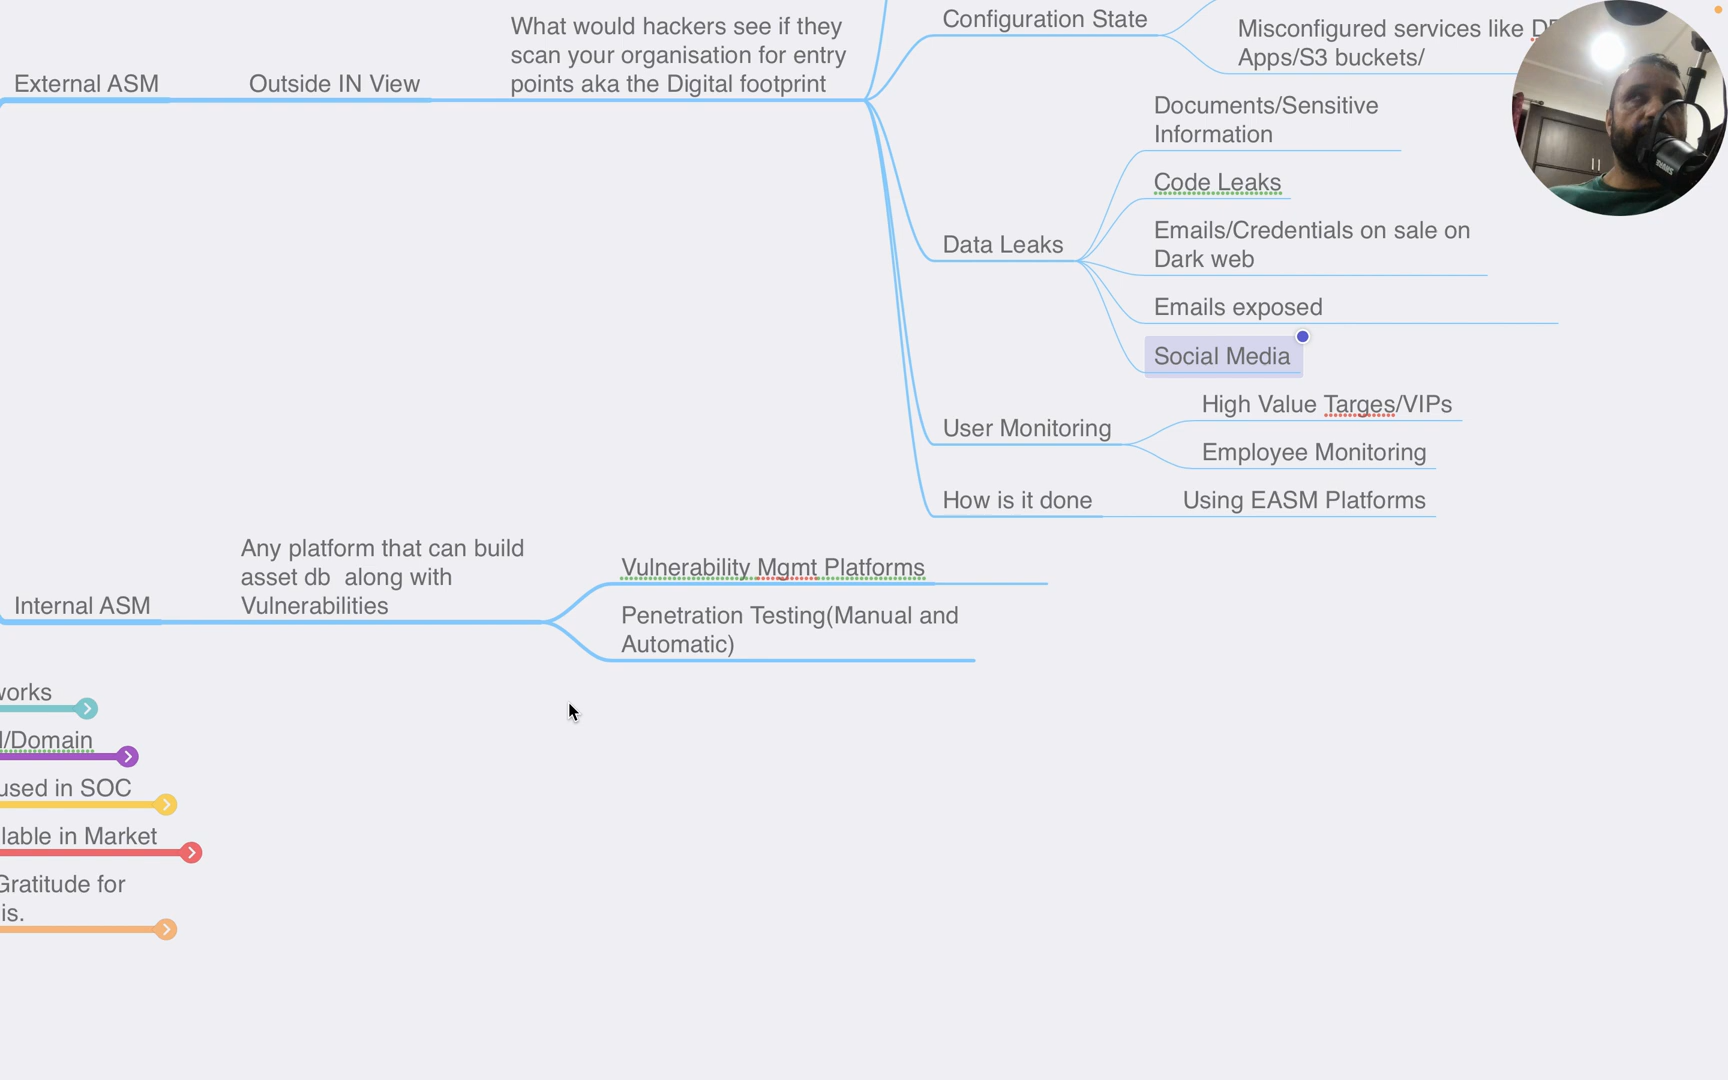 What would hackers see if they
scan your organisation for entry
points aka the Digital footprint
External ASM
Outside IN View
Configuration State
Misconfigured services like
Apps/S3 buckets/
Documents/Sensitive
Information
Code Leaks
Data Leaks
Emails/Credentials on sale on
Dark web
Emails exposed
Social Media
User Monitoring
High Value Targes/VIPs
Employee Monitoring
How is it done
Using EASM Platforms
Internal ASM
Any platform that can build
asset db  along with
Vulnerabilities
Vulnerability Mgmt Platforms
Penetration Testing(Manual and
Automatic)
works
l/Domain
used in SOC
lable in Market
Gratitude for
is.